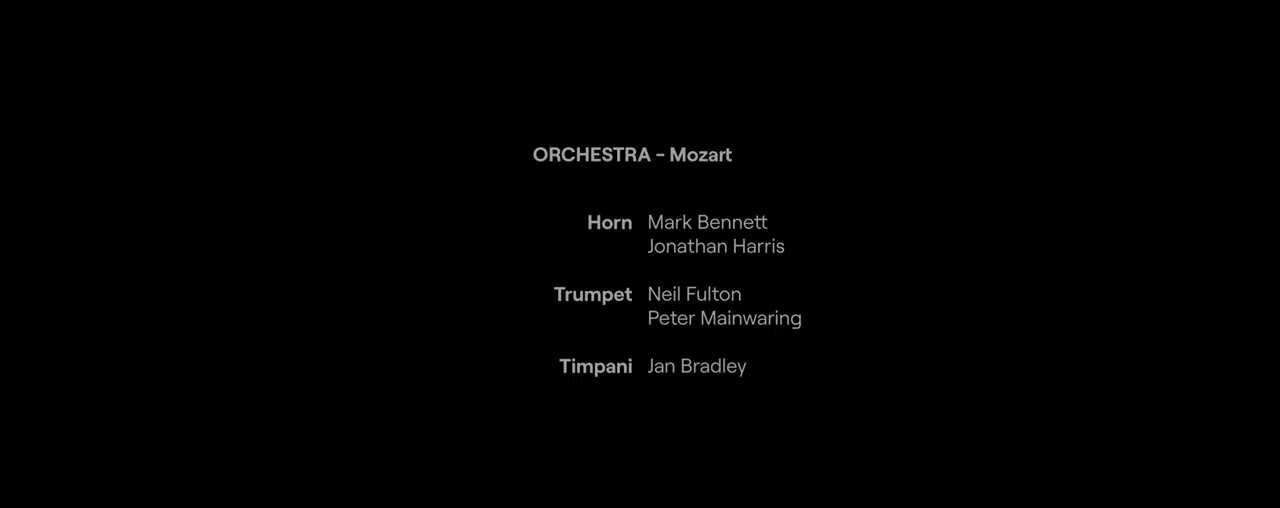 ORCHESTRA – Mozart
Horn Mark Bennett
Jonathan Harris
Trumpet Neil Fulton
Peter Mainwaring
Timpani Jan Bradley